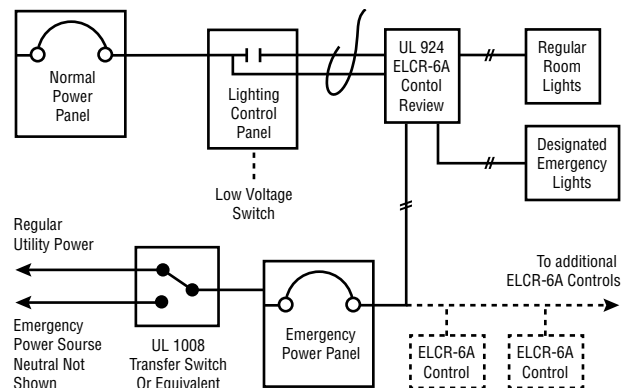 Normal
Power
Panel
Lighting
Control
Panel
Low Voltage
Switch
UL 924
ELCR-6A
Contol
Review
Regular
Room
Lights
Designated
Emergency
Lights
Regular
Utility Power
Emergency
Power Sourse
Neutral Not
Shown
UL 1008
Transfer Switch
Or Equivalent
Emergency
Power Panel
To additional
ELCR-6A Controls
ELCR-6A
Control
ELCR-6A
Control